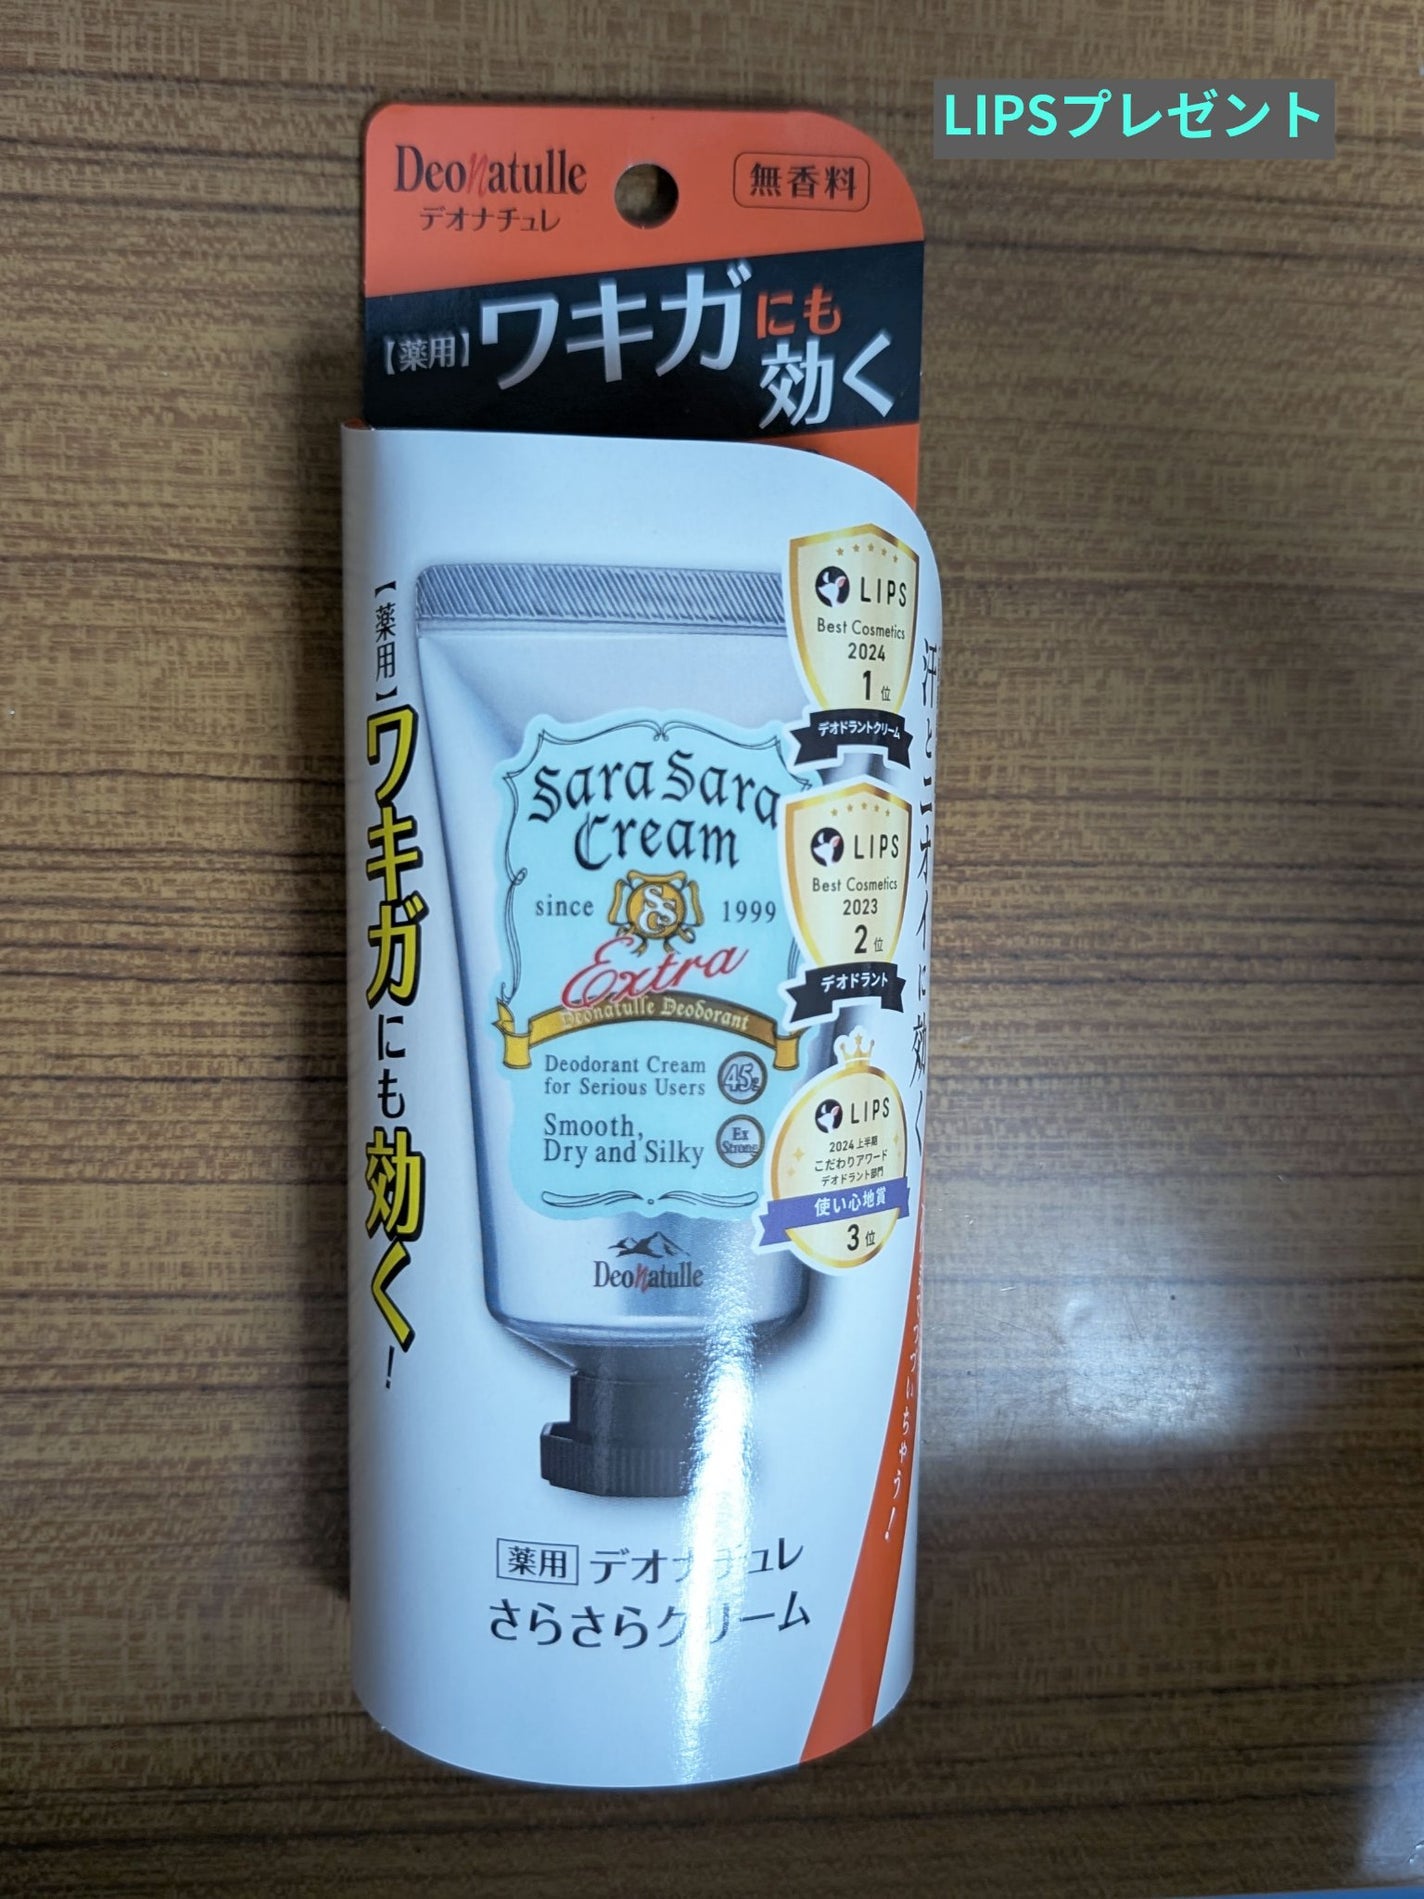 LIPSプレゼント
Deonatulle
デオナチュレ
無香料
【薬用】ワキガにも効く
【薬用】ワキガにも効く!
Sara Sara
Cream
since SSC 1999
Extra
Deonatulle Deodorant
Deodorant Cream
for Serious Users
45g
Smooth,
Dry and Silky
Ex
Strong
Deonatulle
LIPS
Best Cosmetics
2024
1位
デオドラントクリーム
LIPS
Best Cosmetics
2023
2位
デオドラント
LIPS
2024上半期
こだわりアワード
デオドラント部門
使い心地賞
3位
汗とニオイに効く
薬用 デオナチュレ
さらさらクリーム